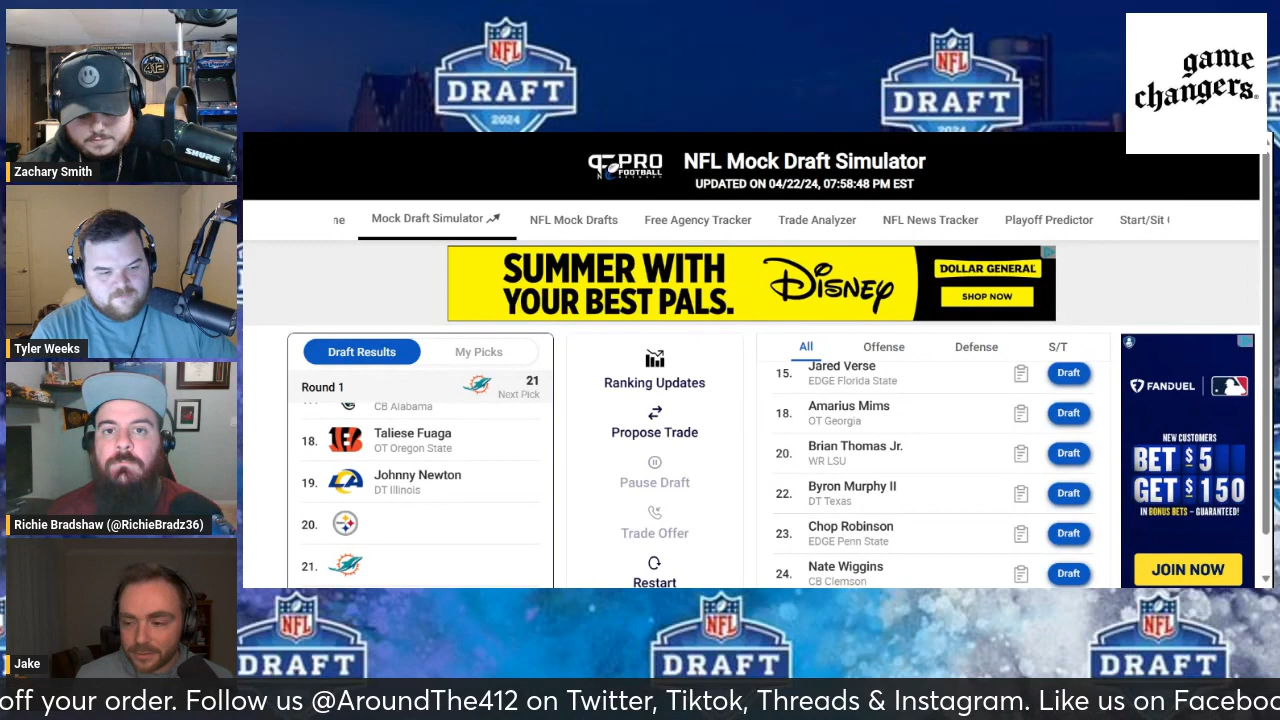 NFL
DRAFT
2024
NFL
DRAFT
2024
game
changers.
412
SHURE
Zachary Smith
Tyler Weeks
Richie Bradshaw (@RichieBradz36)
Jake
PRO
FOOTBALL
NETWORK
NFL Mock Draft Simulator
UPDATED ON 04/22/24, 07:58:48 PM EST
ne
Mock Draft Simulator
NFL Mock Drafts
Free Agency Tracker
Trade Analyzer
NFL News Tracker
Playoff Predictor
Start/Sit
SUMMER WITH
YOUR BEST PALS.
Disney
DOLLAR GENERAL
SHOP NOW
Draft Results
My Picks
Round 1
21
Next Pick
CB Alabama
18.
Taliese Fuaga
OT Oregon State
19.
Johnny Newton
DT Illinois
20.
21.
Ranking Updates
Propose Trade
Pause Draft
Trade Offer
Restart
All
Offense
Defense
S/T
15.
Jared Verse
EDGE Florida State
Draft
18.
Amarius Mims
OT Georgia
Draft
20.
Brian Thomas Jr.
WR LSU
Draft
22.
Byron Murphy II
DT Texas
Draft
23.
Chop Robinson
EDGE Penn State
Draft
24.
Nate Wiggins
CB Clemson
Draft
FANDUEL
NEW CUSTOMERS
BET $5
GET $150
IN BONUS BETS – GUARANTEED!
JOIN NOW
NFL
DRAFT
NFL
DRAFT
NFL
DRAFT
off your order. Follow us @AroundThe412 on Twitter, Tiktok, Threads & Instagram. Like us on Faceboo